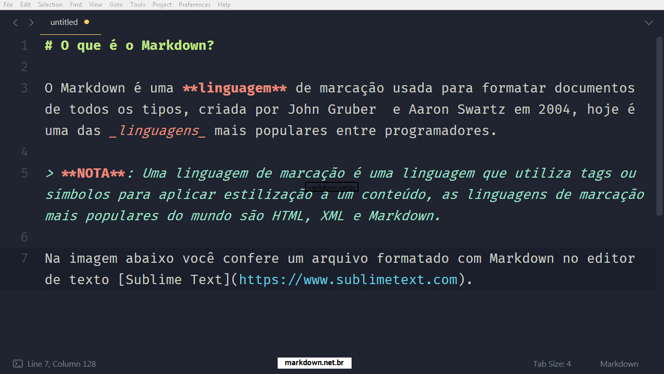 File Edit Selection Find View Goto Tools Project Preferences Help
untitled
1 # O que é o Markdown?
2
3 O Markdown é uma **linguagem** de marcação usada para formatar documentos
de todos os tipos, criada por John Gruber  e Aaron Swartz em 2004, hoje é
uma das _linguagens_ mais populares entre programadores.
4
5 > **NOTA**: Uma linguagem de marcação é uma linguagem que utiliza tags ou
símbolos para aplicar estilização a um conteúdo, as linguagens de marcação
mais populares do mundo são HTML, XML e Markdown.
6
7 Na imagem abaixo você confere um arquivo formatado com Markdown no editor
de texto [Sublime Text](https://www.sublimetext.com).
Line 7, Column 128
markdown.net.br
Tab Size: 4
Markdown